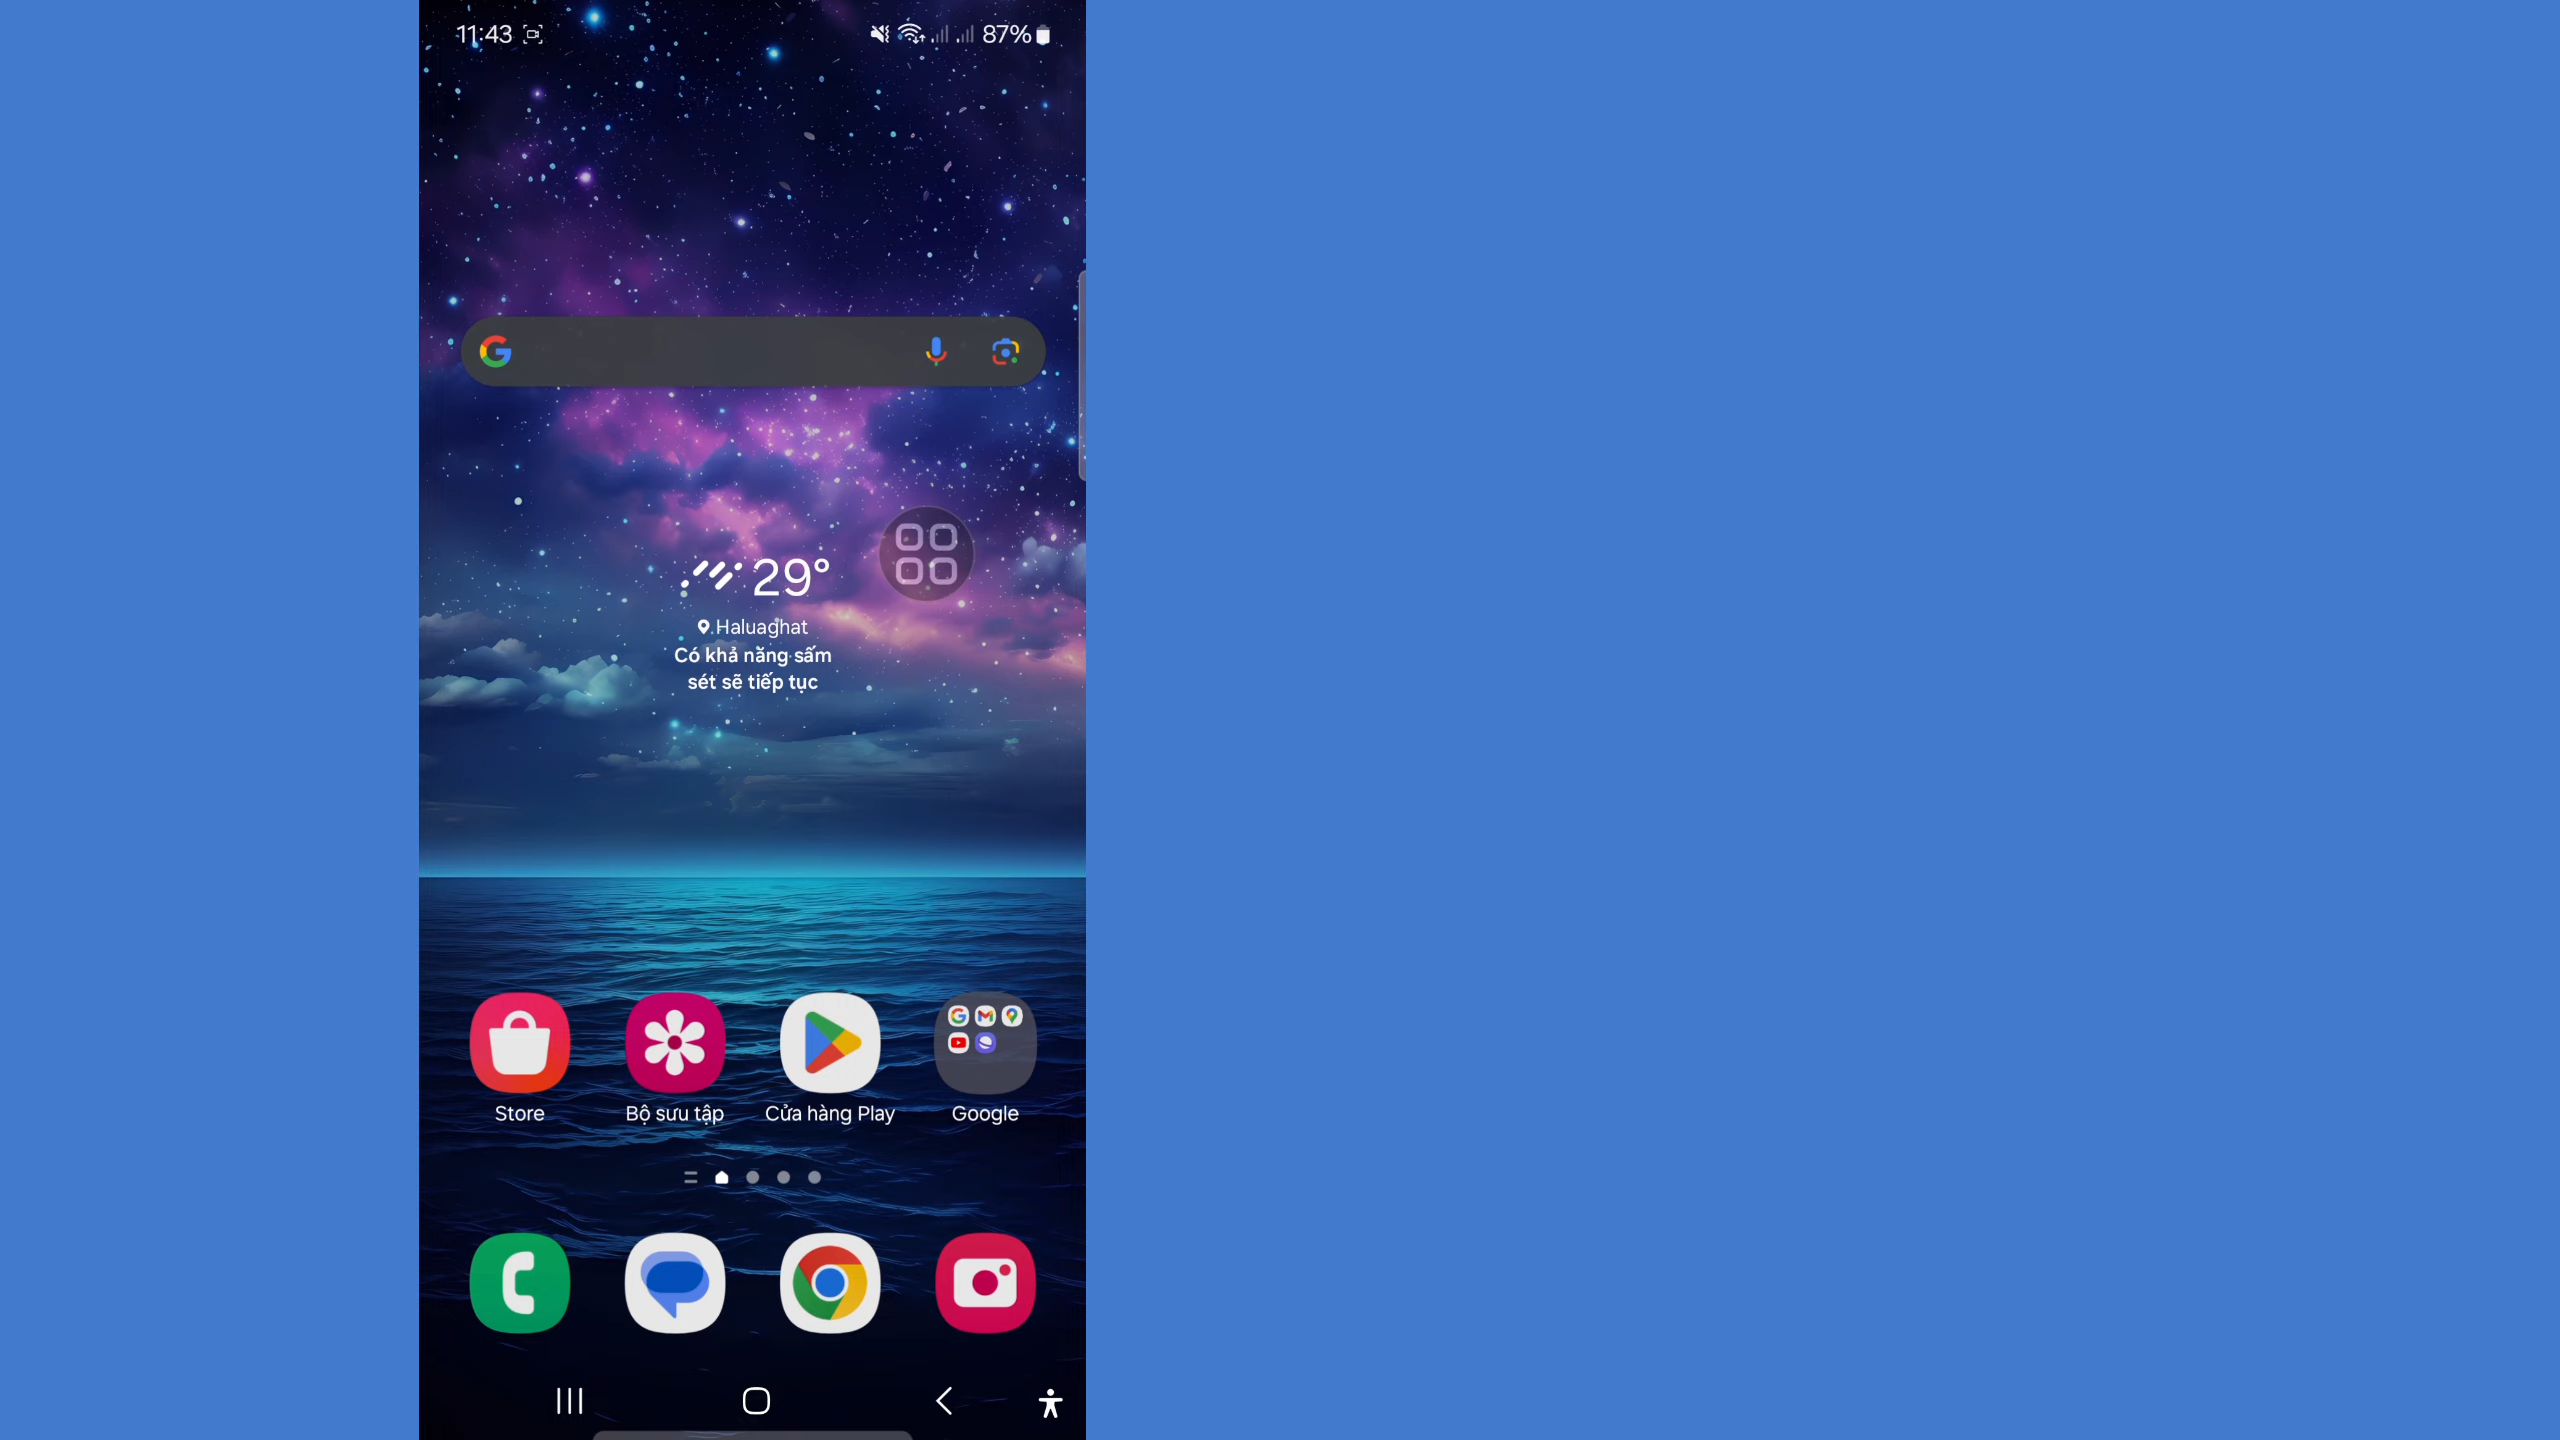 11:43
87%
29°
Haluaghat
Có khả năng sấm
sét sẽ tiếp tục
Store
Bộ sưu tập
Cửa hàng Play
Google